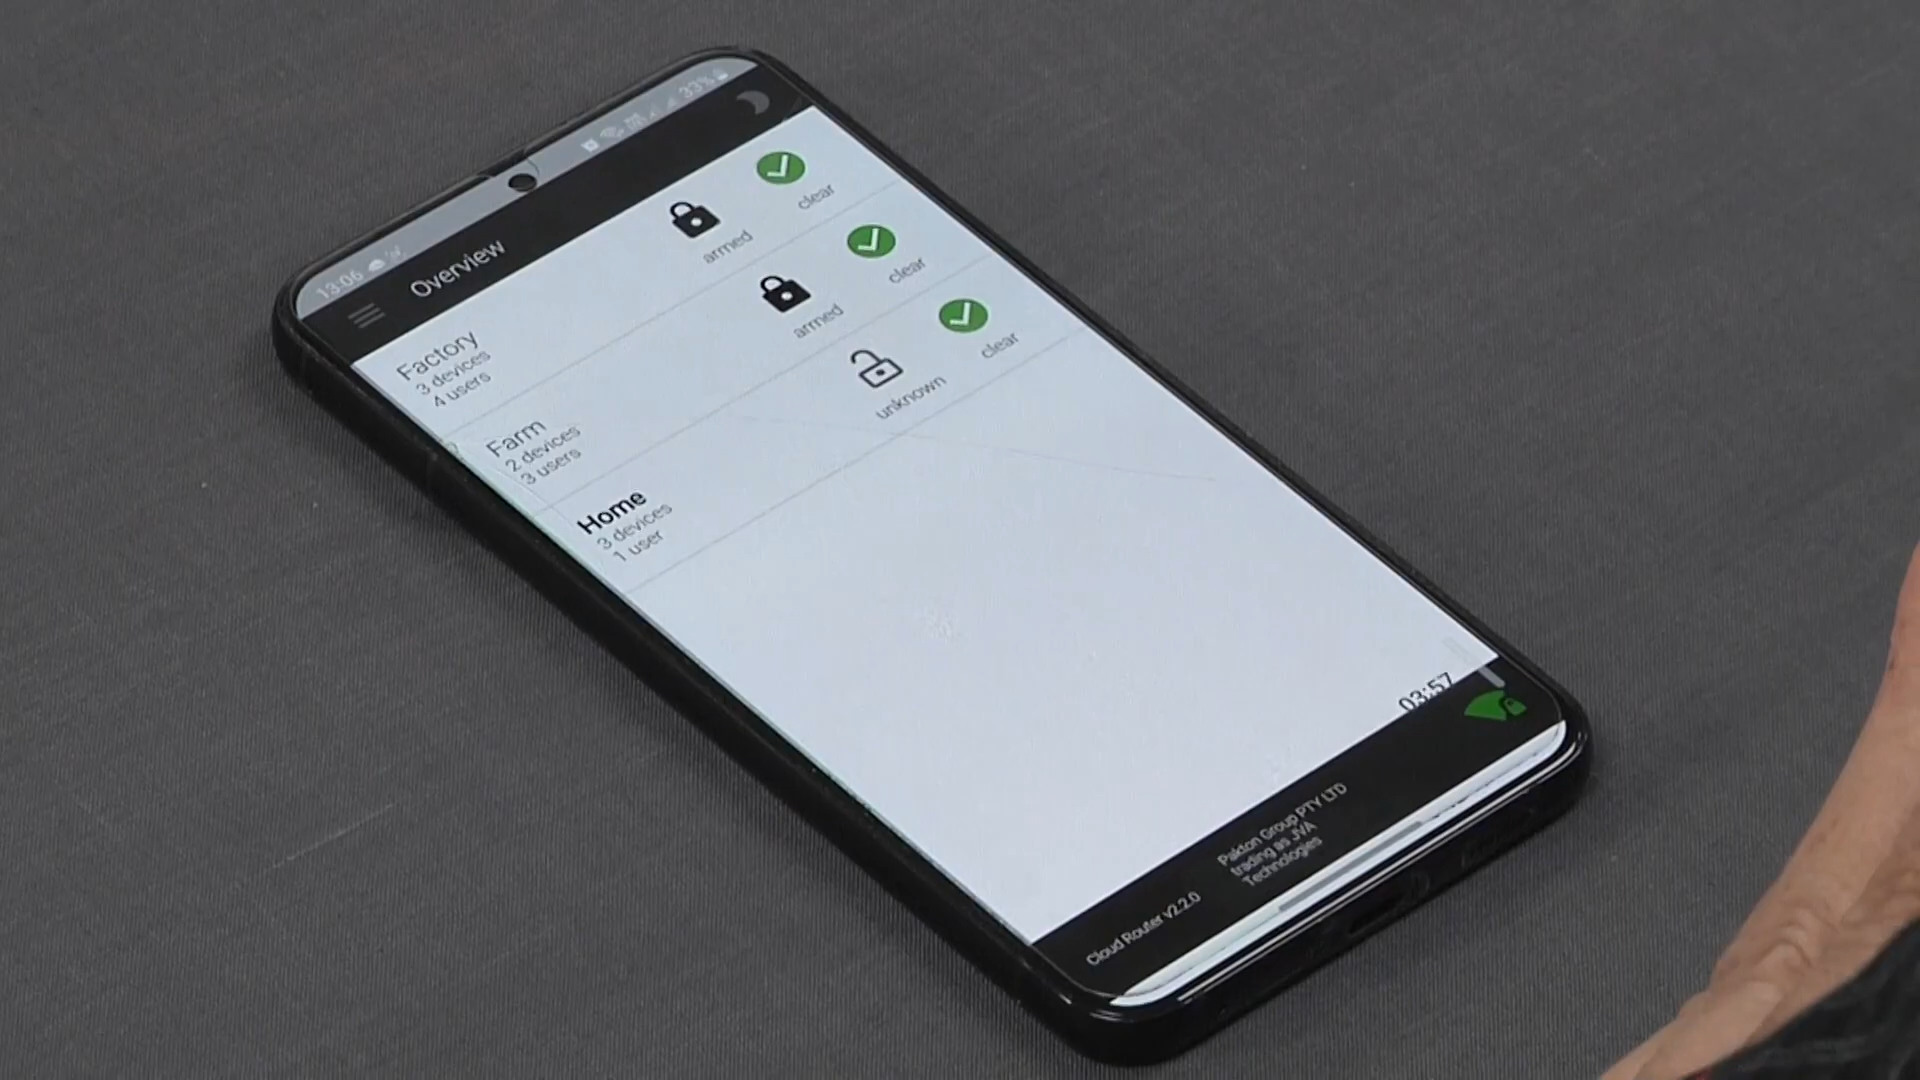 13:06
33%
Overview
Factory
3 devices
4 users
armed
clear
Farm
2 devices
3 users
armed
clear
Home
3 devices
1 user
unknown
clear
03:57
Cloud Router v2.2.0
Pakton Group PTY LTD
trading as JVA
Technologies